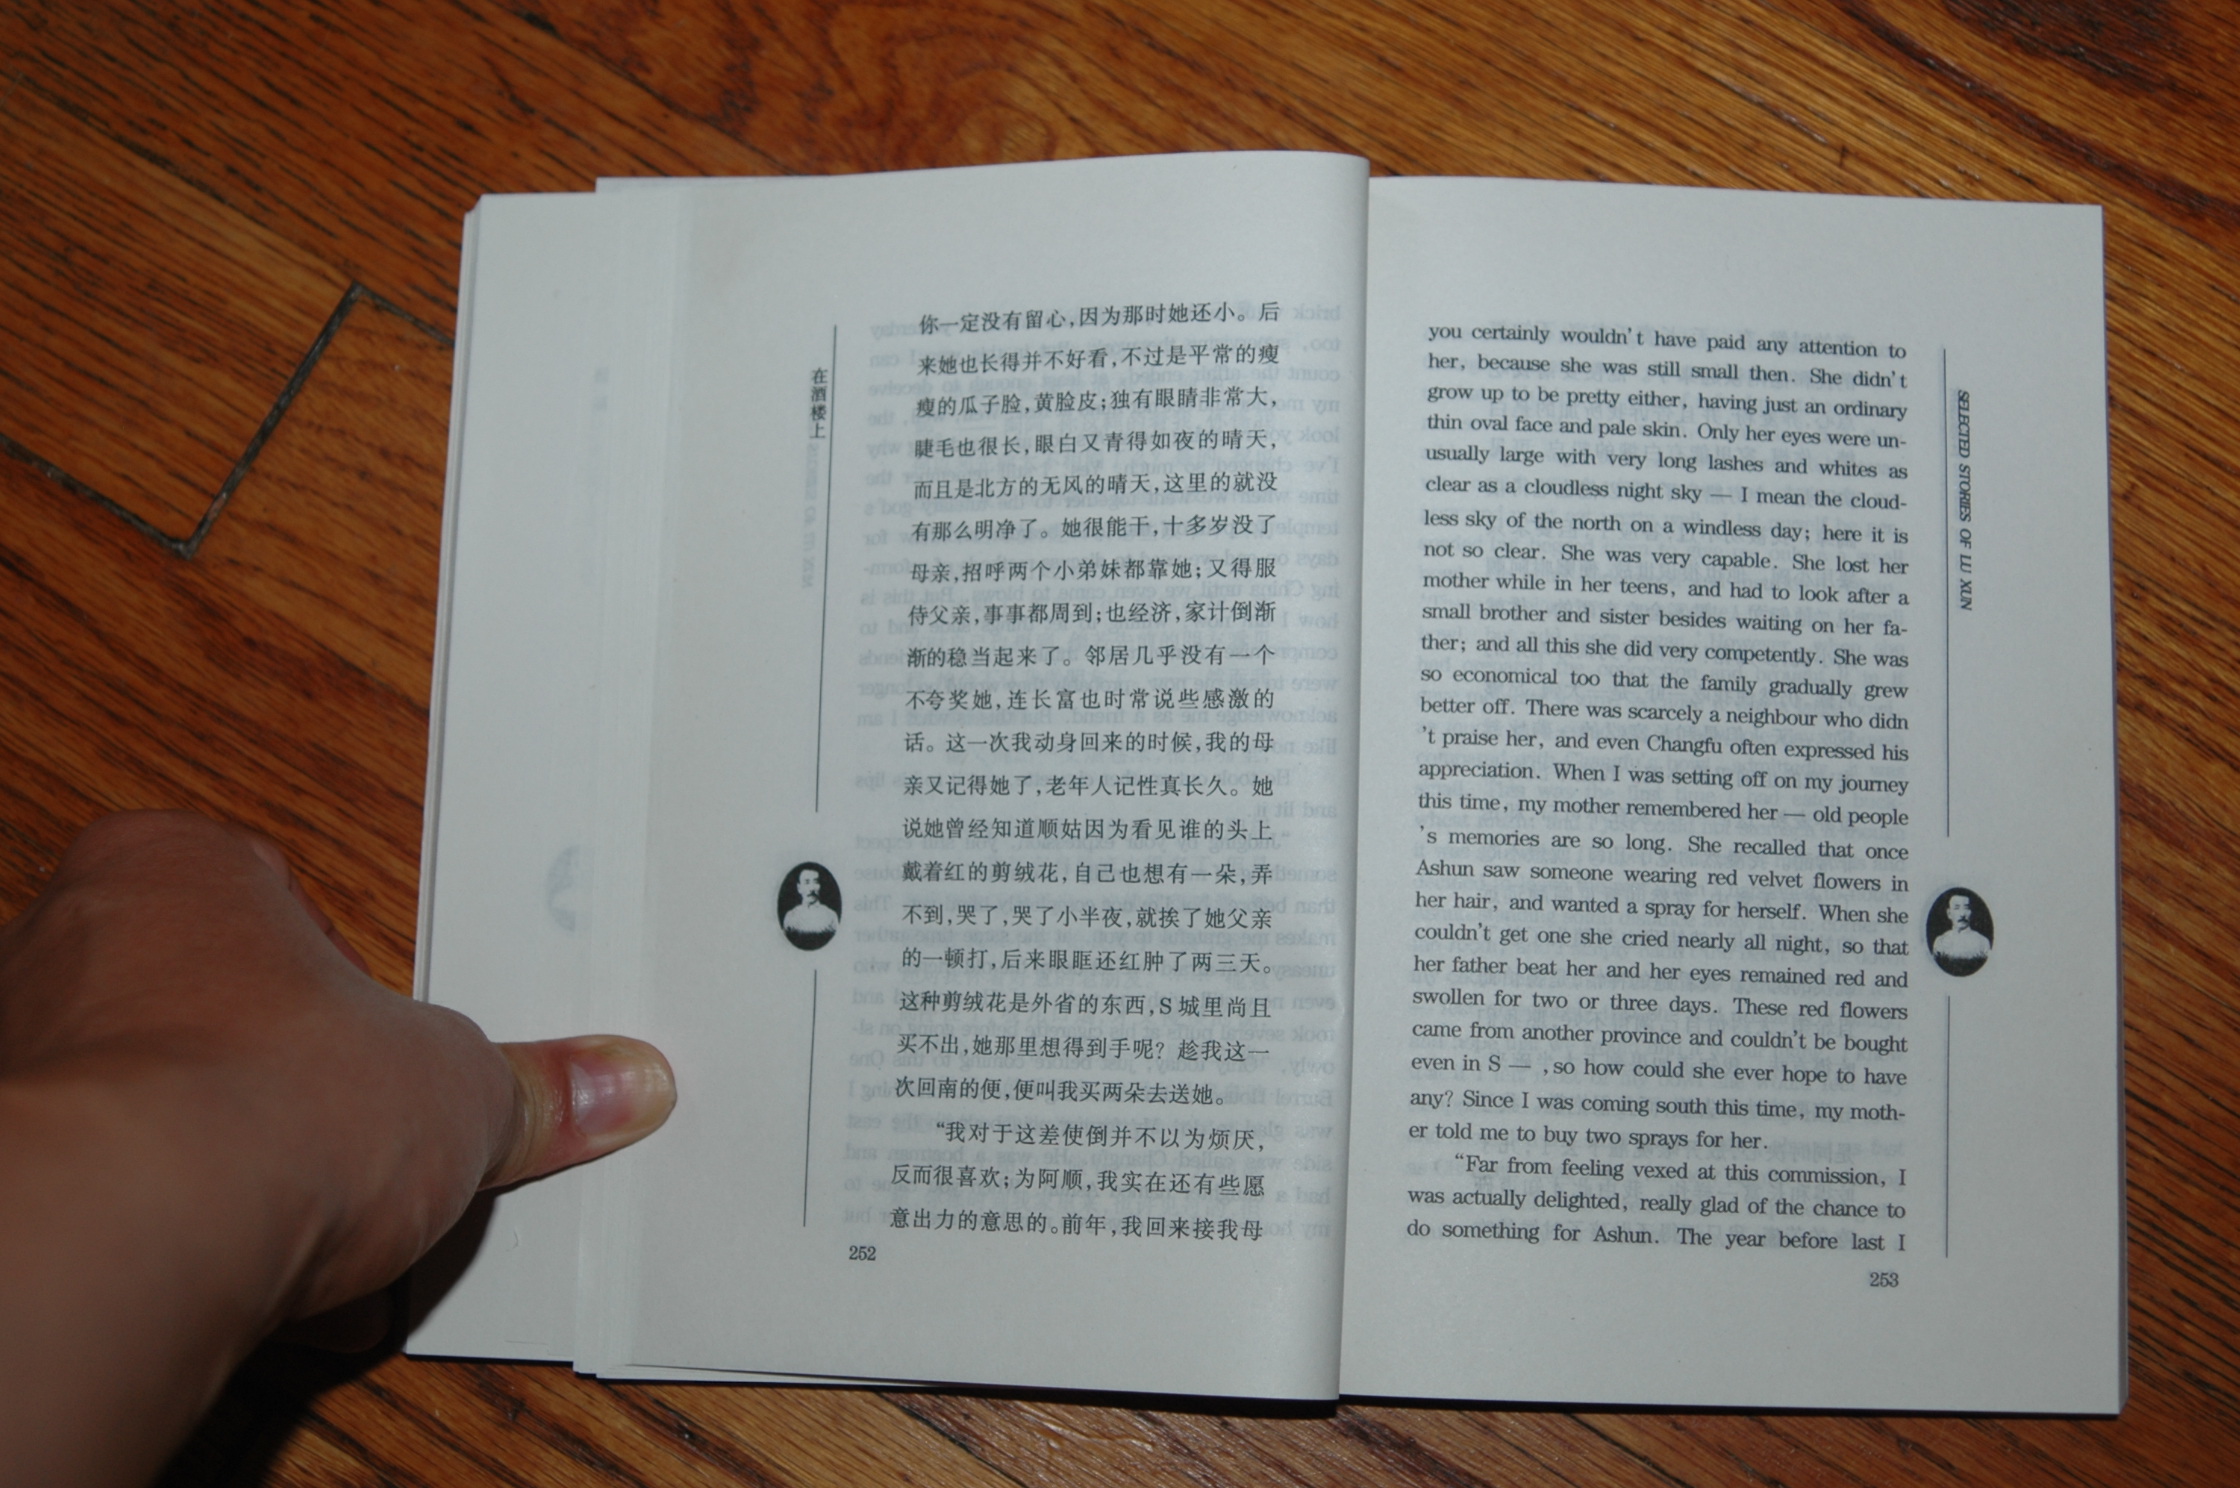 在酒楼上
你一定没有留心,因为那时她还小。后
来她也长得并不好看,不过是平常的瘦
瘦的瓜子脸,黄脸皮;独有眼睛非常大,
睫毛也很长,眼白又青得如夜的晴天,
而且是北方的无风的晴天,这里的就没
有那么明净了。她很能干,十多岁没了
母亲,招呼两个小弟妹都靠她;又得服
侍父亲,事事都周到;也经济,家计倒渐
渐的稳当起来了。邻居几乎没有一个
不夸奖她,连长富也时常说些感激的
话。这一次我动身回来的时候,我的母
亲又记得她了,老年人记性真长久。她
说她曾经知道顺姑因为看见谁的头上
戴着红的剪绒花,自己也想有一朵,弄
不到,哭了,哭了小半夜,就挨了她父亲
的一顿打,后来眼眶还红肿了两三天。
这种剪绒花是外省的东西,S城里尚且
买不出,她那里想得到手呢? 趁我这一
次回南的便,便叫我买两朵去送她。
“我对于这差使倒并不以为烦厌,
反而很喜欢;为阿顺,我实在还有些愿
意出力的意思的。前年,我回来接我母
252
you certainly wouldn't have paid any attention to
her, because she was still small then. She didn't
grow up to be pretty either, having just an ordinary
thin oval face and pale skin. Only her eyes were un-
usually large with very long lashes and whites as
clear as a cloudless night sky — I mean the cloud-
less sky of the north on a windless day; here it is
not so clear. She was very capable. She lost her
mother while in her teens, and had to look after a
small brother and sister besides waiting on her fa-
ther; and all this she did very competently. She was
so economical too that the family gradually grew
better off. There was scarcely a neighbour who didn
't praise her, and even Changfu often expressed his
appreciation. When I was setting off on my journey
this time, my mother remembered her — old people
's memories are so long. She recalled that once
Ashun saw someone wearing red velvet flowers in
her hair, and wanted a spray for herself. When she
couldn't get one she cried nearly all night, so that
her father beat her and her eyes remained red and
swollen for two or three days. These red flowers
came from another province and couldn't be bought
even in S — , so how could she ever hope to have
any? Since I was coming south this time, my moth-
er told me to buy two sprays for her.
“Far from feeling vexed at this commission, I
was actually delighted, really glad of the chance to
do something for Ashun. The year before last I
253
SELECTED STORIES OF LU XUN